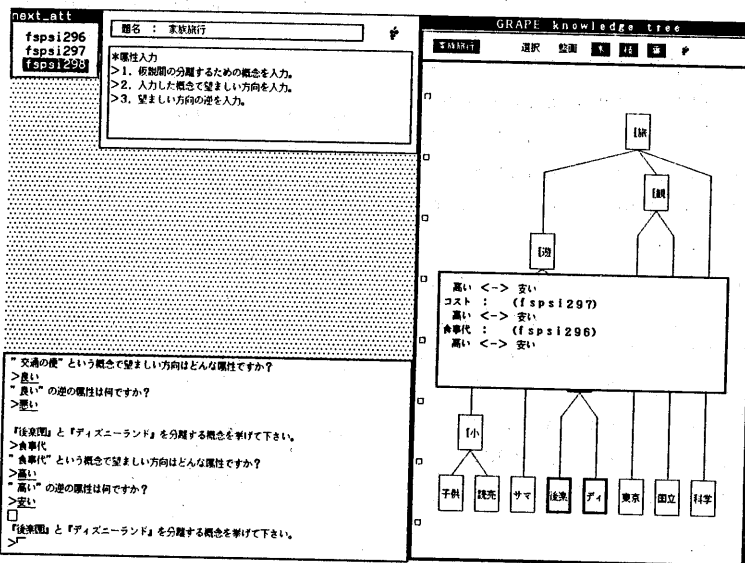 next_att
fspsi296
fspsi297
fspsi298
題名 : 家族旅行
*属性入力
>1. 仮説間の分離するための概念を入力。
>2. 入力した概念で望ましい方向を入力。
>3. 望ましい方向の逆を入力。
GRAPE knowledge tree
家族旅行 選択 整画 木 枝 葉
[旅
[観
[遊
高い <-> 安い
コスト : (fspsi297)
高い <-> 安い
食事代 : (fspsi296)
高い <-> 安い
[小
子供 読売 サマ 後楽 ディ 東京 国立 科学
"交通の便"という概念で望ましい方向はどんな属性ですか?
>良い
"良い"の逆の属性は何ですか?
>悪い
『後楽園』と『ディズニーランド』を分離する概念を挙げて下さい。
>食事代
"食事代"という概念で望ましい方向はどんな属性ですか?
>高い
"高い"の逆の属性は何ですか?
>安い
『後楽園』と『ディズニーランド』を分離する概念を挙げて下さい。
>